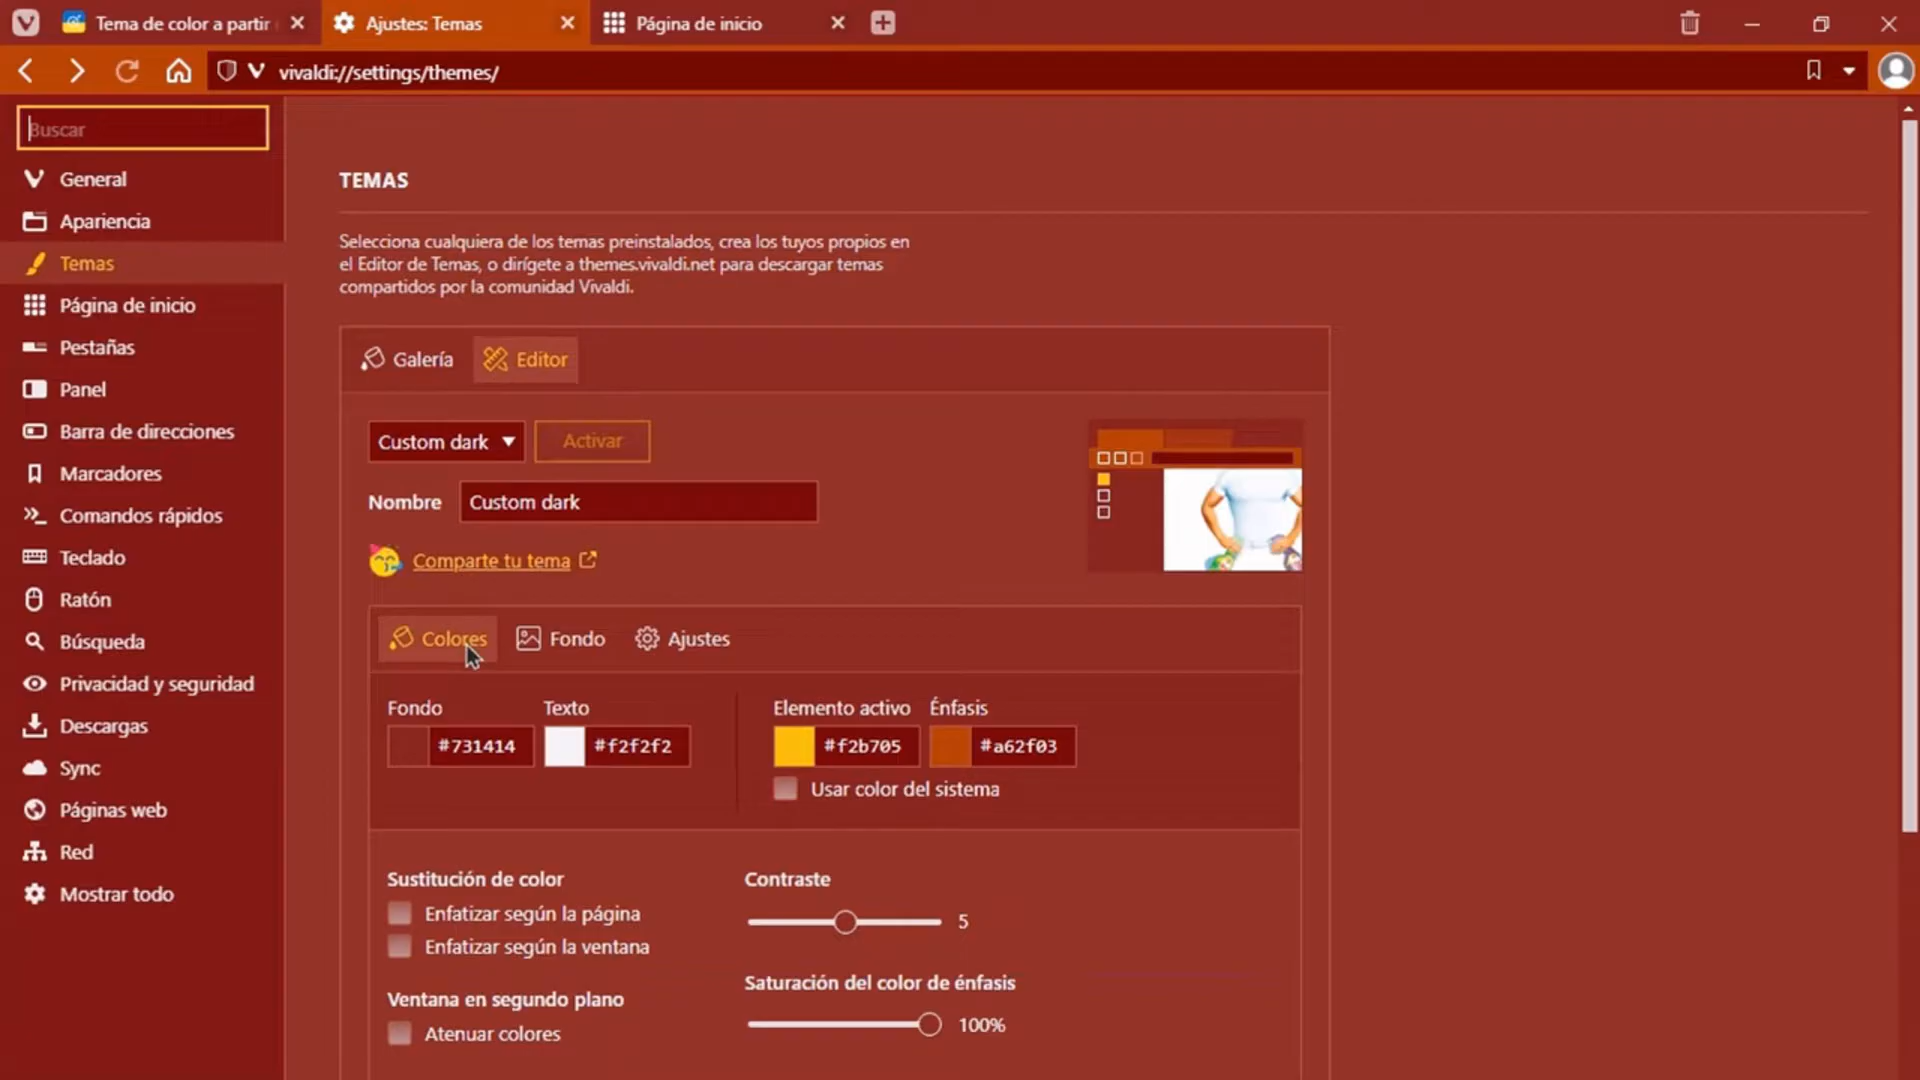 Tema de color a partir
Ajustes: Temas
Página de inicio
vivaldi://settings/themes/
Buscar
General
Apariencia
Temas
Página de inicio
Pestañas
Panel
Barra de direcciones
Marcadores
Comandos rápidos
Teclado
Ratón
Búsqueda
Privacidad y seguridad
Descargas
Sync
Páginas web
Red
Mostrar todo
TEMAS
Selecciona cualquiera de los temas preinstalados, crea los tuyos propios en
el Editor de Temas, o dirígete a themes.vivaldi.net para descargar temas
compartidos por la comunidad Vivaldi.
Galería
Editor
Custom dark
Activar
Nombre
Custom dark
Comparte tu tema
Colores
Fondo
Ajustes
Fondo
Texto
Elemento activo
Énfasis
#731414
#f2f2f2
#f2b705
#a62f03
Usar color del sistema
Sustitución de color
Enfatizar según la página
Enfatizar según la ventana
Ventana en segundo plano
Atenuar colores
Contraste
5
Saturación del color de énfasis
100%